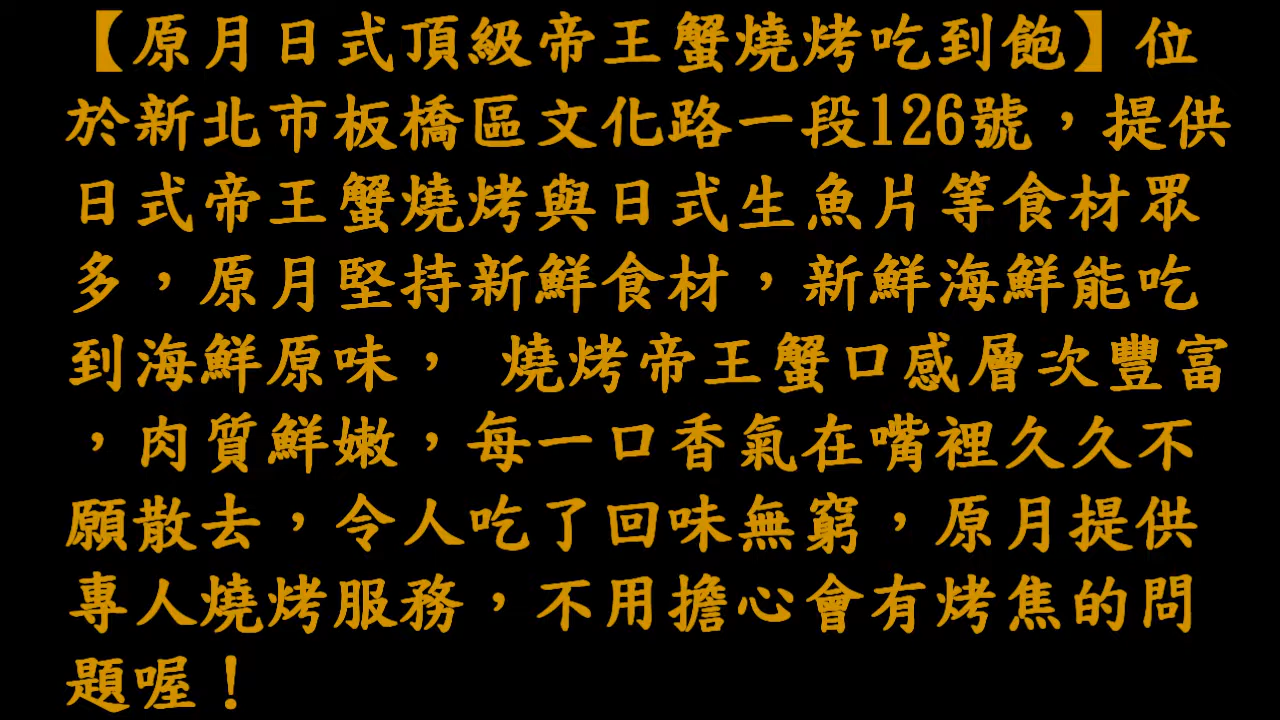 【原月日式頂級帝王蟹燒烤吃到飽】位
於新北市板橋區文化路一段126號，提供
日式帝王蟹燒烤與日式生魚片等食材眾
多，原月堅持新鮮食材，新鮮海鮮能吃
到海鮮原味， 燒烤帝王蟹口感層次豐富
，肉質鮮嫩，每一口香氣在嘴裡久久不
願散去，令人吃了回味無窮，原月提供
專人燒烤服務，不用擔心會有烤焦的問
題喔！